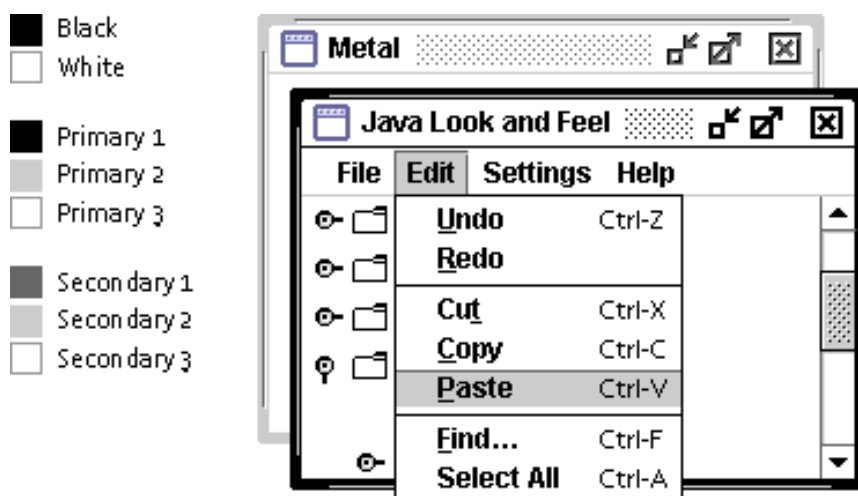 Black
White
Primary 1
Primary 2
Primary 3
Secondary 1
Secondary 2
Secondary 3
Metal
Java Look and Feel
File Edit Settings Help
Undo Ctrl-Z
Redo
Cut Ctrl-X
Copy Ctrl-C
Paste Ctrl-V
Find... Ctrl-F
Select All Ctrl-A